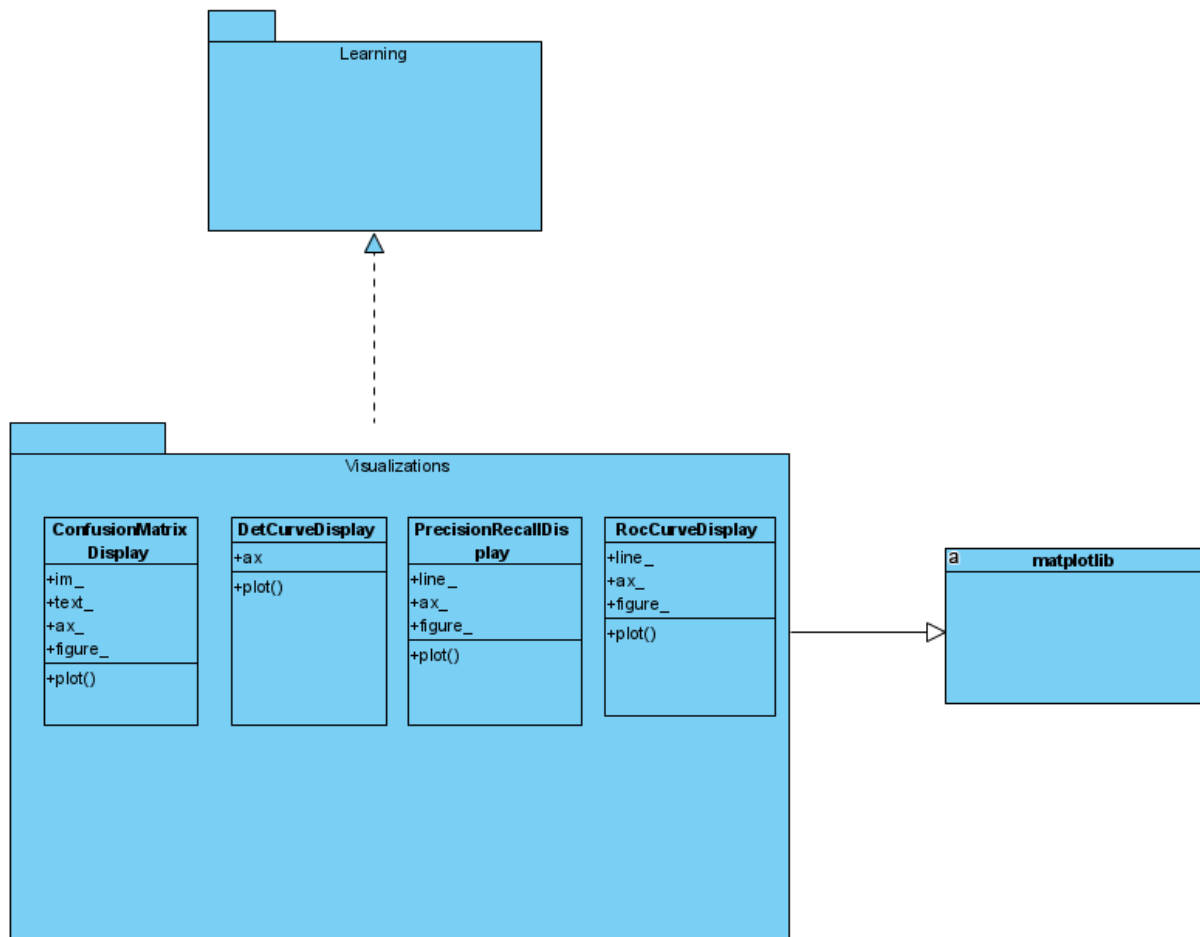 Learning
Visualizations
ConfusionMatrix
Display
+im_
+text_
+ax_
+figure_
+plot()
DetCurveDisplay
+ax
+plot()
PrecisionRecallDis
play
+line_
+ax_
+figure_
+plot()
RocCurveDisplay
+line_
+ax_
+figure_
+plot()
a
matplotlib